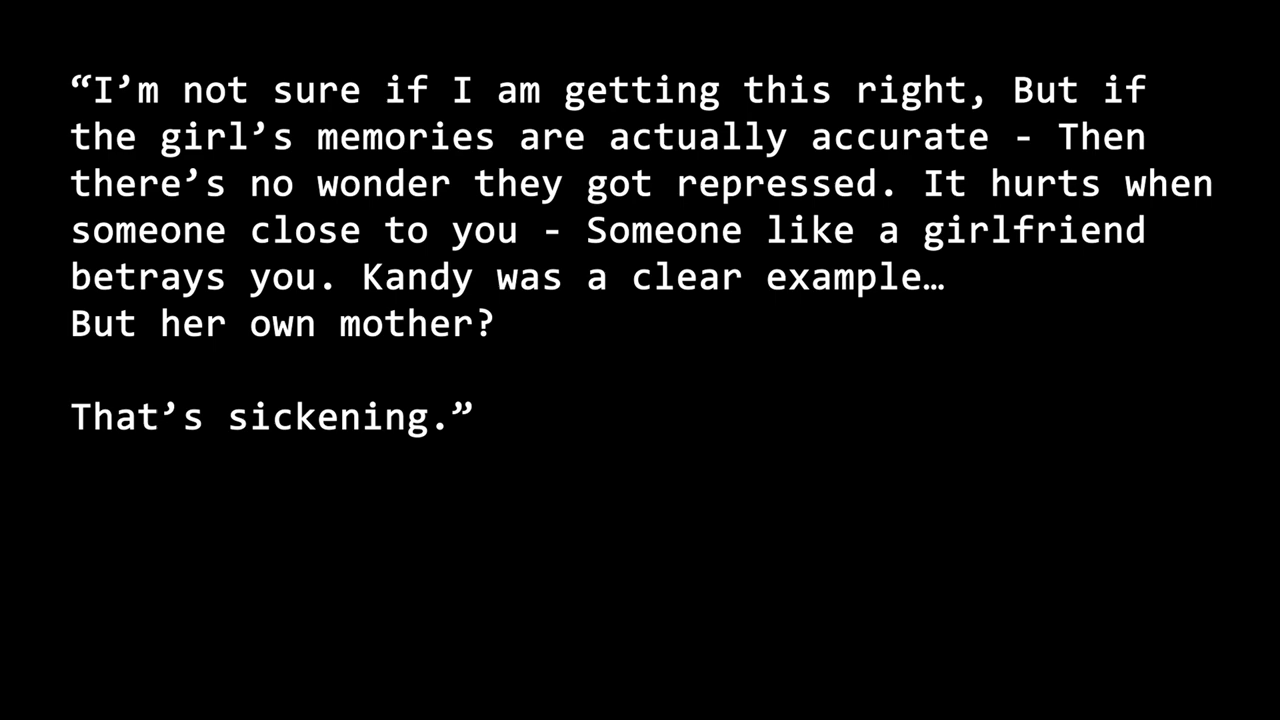 “I’m not sure if I am getting this right, But if
the girl’s memories are actually accurate - Then
there’s no wonder they got repressed. It hurts when
someone close to you - Someone like a girlfriend
betrays you. Kandy was a clear example…
But her own mother?
That’s sickening.”